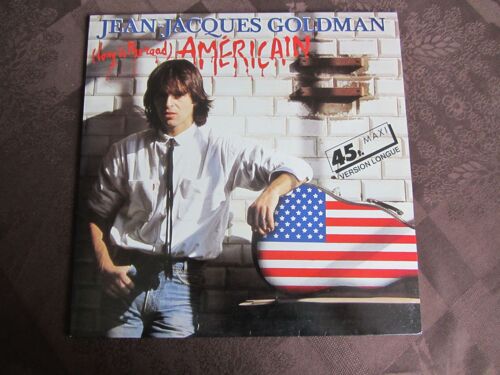 JEAN-JACQUES GOLDMAN
(long is the road) AMÉRICAIN
45T. MAXI
VERSION LONGUE